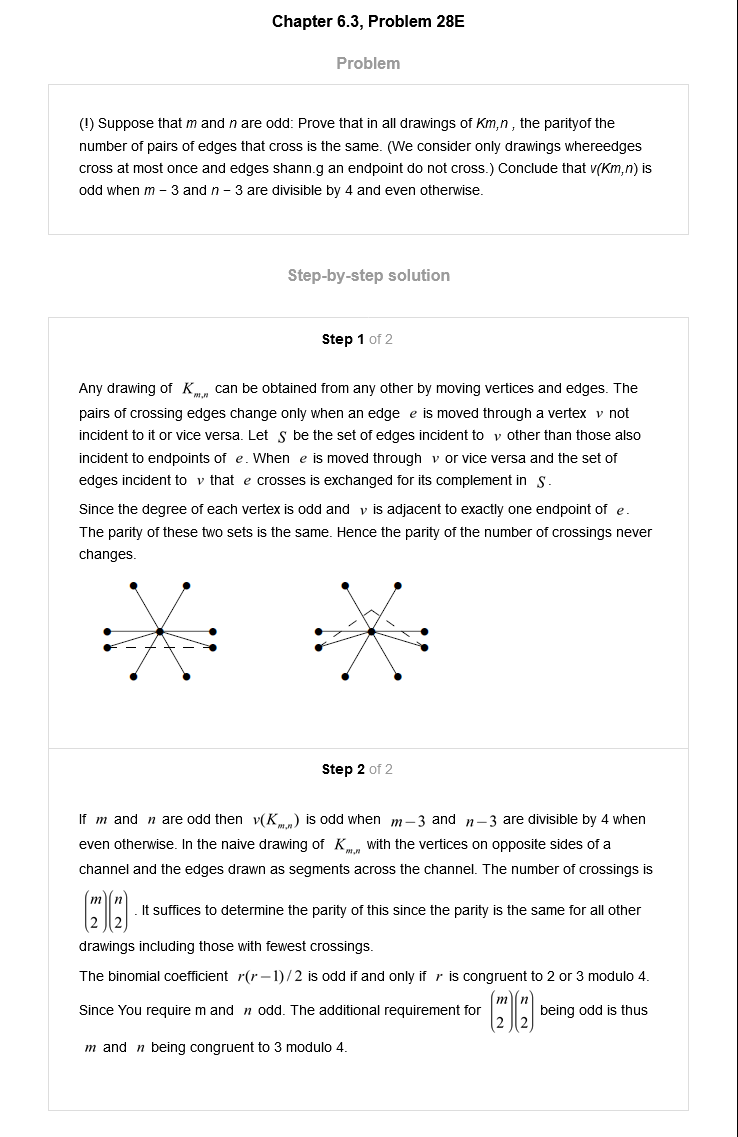 Chapter 6.3, Problem 28E
Problem
(!) Suppose that m and n are odd: Prove that in all drawings of Km,n , the parityof the
number of pairs of edges that cross is the same. (We consider only drawings whereedges
cross at most once and edges shann.g an endpoint do not cross.) Conclude that v(Km,n) is
odd when m − 3 and n − 3 are divisible by 4 and even otherwise.
Step-by-step solution
Step 1 of 2
Any drawing of K_{m,n} can be obtained from any other by moving vertices and edges. The
pairs of crossing edges change only when an edge e is moved through a vertex v not
incident to it or vice versa. Let S be the set of edges incident to v other than those also
incident to endpoints of e. When e is moved through v or vice versa and the set of
edges incident to v that e crosses is exchanged for its complement in S.
Since the degree of each vertex is odd and v is adjacent to exactly one endpoint of e.
The parity of these two sets is the same. Hence the parity of the number of crossings never
changes.
Step 2 of 2
If m and n are odd then v(K_{m,n}) is odd when m−3 and n−3 are divisible by 4 when
even otherwise. In the naive drawing of K_{m,n} with the vertices on opposite sides of a
channel and the edges drawn as segments across the channel. The number of crossings is
(m 2)(n 2) . It suffices to determine the parity of this since the parity is the same for all other
drawings including those with fewest crossings.
The binomial coefficient r(r−1)/2 is odd if and only if r is congruent to 2 or 3 modulo 4.
Since You require m and n odd. The additional requirement for (m 2)(n 2) being odd is thus
m and n being congruent to 3 modulo 4.